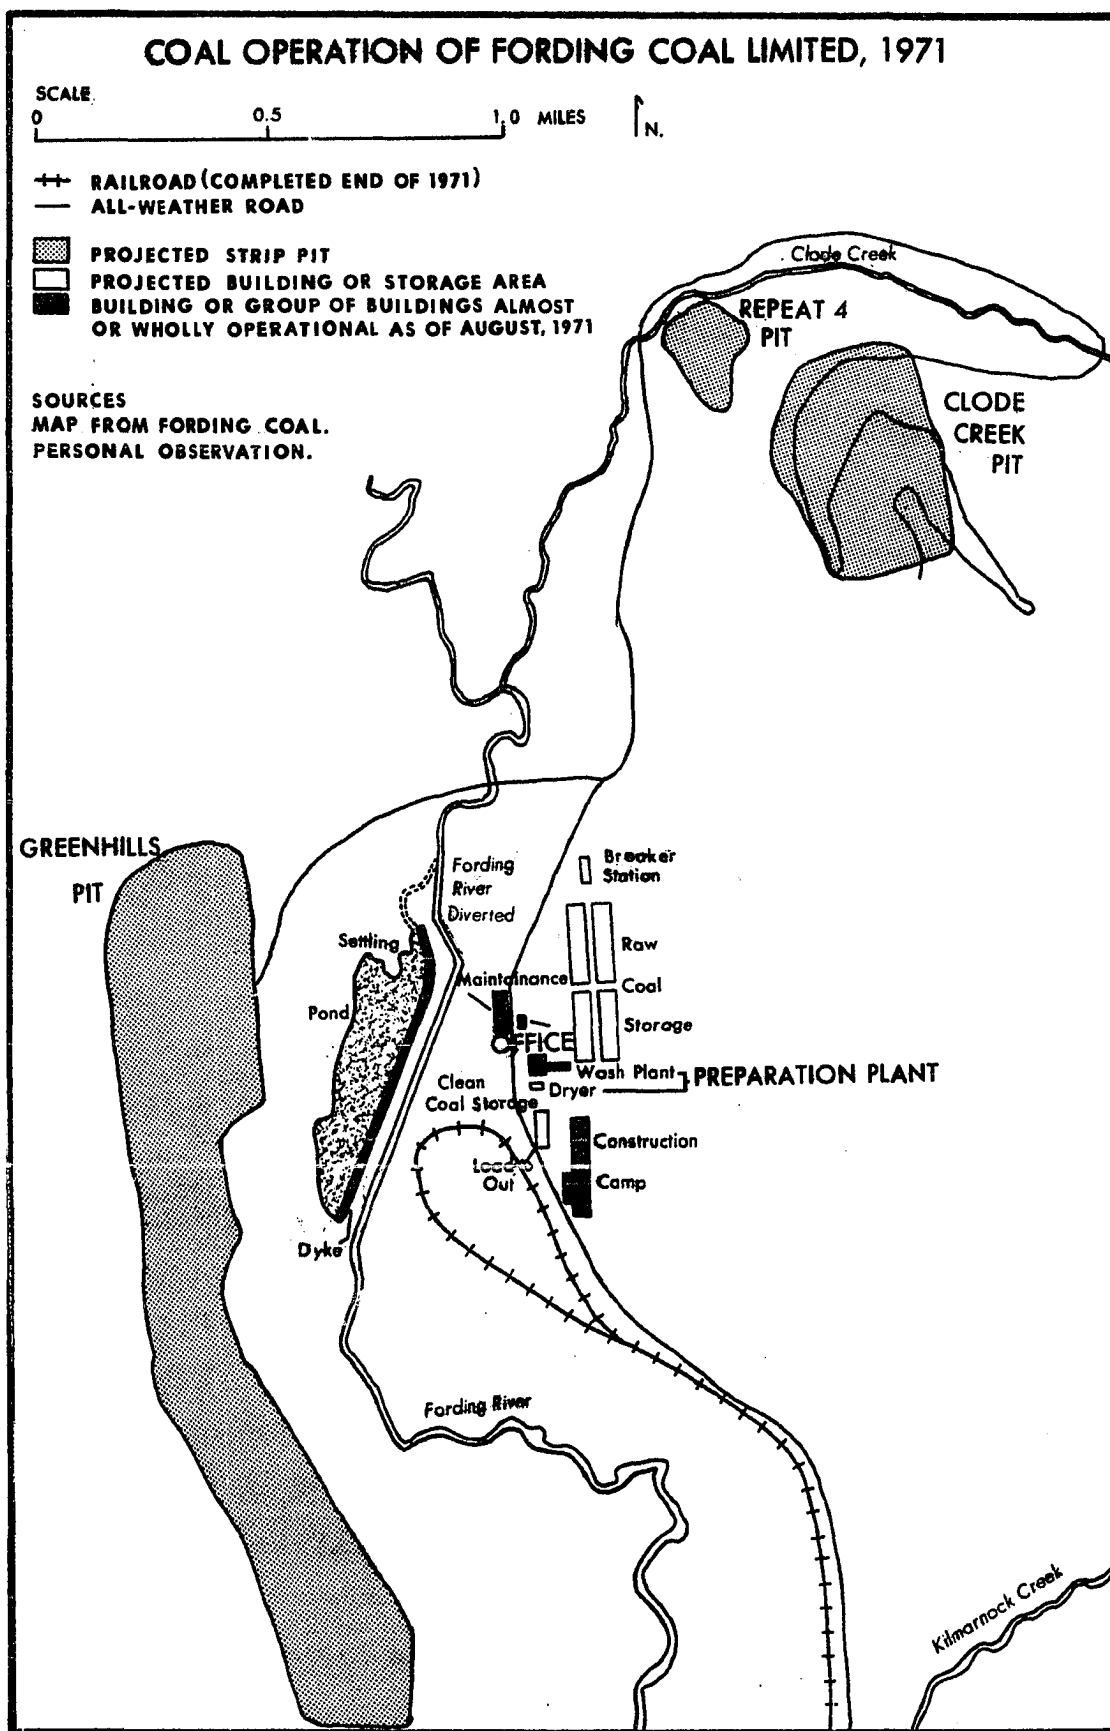 COAL OPERATION OF FORDING COAL LIMITED, 1971
SCALE
0 0.5 1.0 MILES
N.
RAILROAD (COMPLETED END OF 1971)
ALL-WEATHER ROAD
PROJECTED STRIP PIT
PROJECTED BUILDING OR STORAGE AREA
BUILDING OR GROUP OF BUILDINGS ALMOST
OR WHOLLY OPERATIONAL AS OF AUGUST, 1971
SOURCES
MAP FROM FORDING COAL.
PERSONAL OBSERVATION.
Clode Creek
REPEAT 4
PIT
CLODE
CREEK
PIT
GREENHILLS
PIT
Fording
River
Diverted
Breaker
Station
Settling
Pond
Raw
Coal
Storage
Maintainance
OFFICE
Wash Plant
Dryer
PREPARATION PLANT
Clean
Coal Storage
Load
Out
Construction
Camp
Dyke
Fording River
Kilmarnock Creek